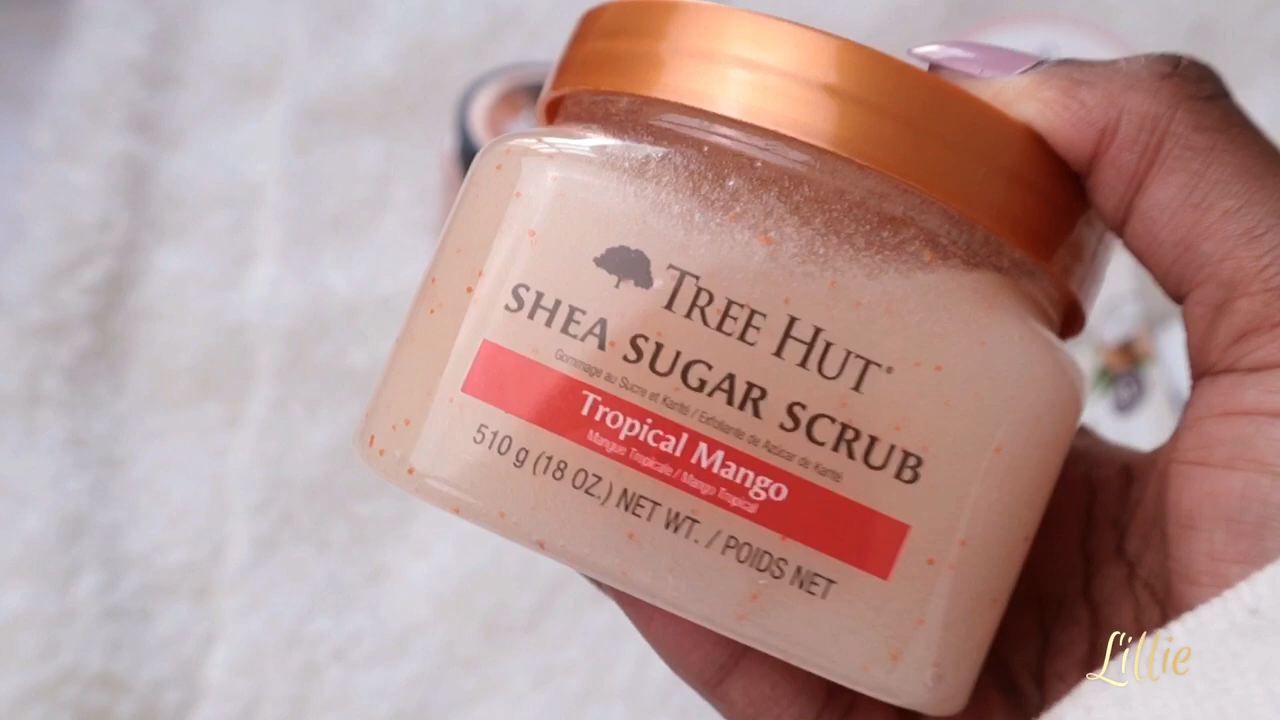 TREE HUT®
SHEA SUGAR SCRUB
Gommage au Sucre et Karité / Exfoliante de Azúcar de Karité
Tropical Mango
Mangue Tropicale / Mango Tropical
510 g (18 OZ.) NET WT. / POIDS NET
Lillie